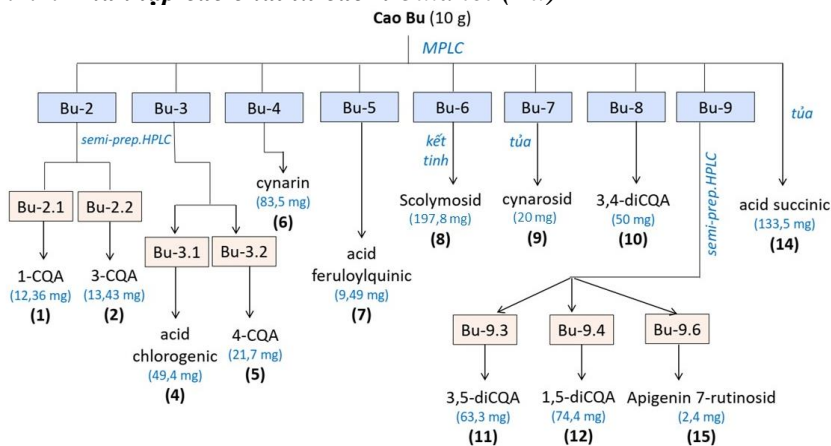 Cao Bu (10 g)
MPLC
Bu-2
Bu-3
Bu-4
Bu-5
Bu-6
Bu-7
Bu-8
Bu-9
semi-prep.HPLC
kết
tinh
tủa
semi-prep.HPLC
tủa
Bu-2.1
Bu-2.2
1-CQA
(12,36 mg)
(1)
3-CQA
(13,43 mg)
(2)
Bu-3.1
Bu-3.2
acid
chlorogenic
(49,4 mg)
(4)
4-CQA
(21,7 mg)
(5)
cynarin
(83,5 mg)
(6)
acid
feruloylquinic
(9,49 mg)
(7)
Scolymosid
(197,8 mg)
(8)
cynarosid
(20 mg)
(9)
3,4-diCQA
(50 mg)
(10)
acid succinic
(133,5 mg)
(14)
Bu-9.3
Bu-9.4
Bu-9.6
3,5-diCQA
(63,3 mg)
(11)
1,5-diCQA
(74,4 mg)
(12)
Apigenin 7-rutinosid
(2,4 mg)
(15)